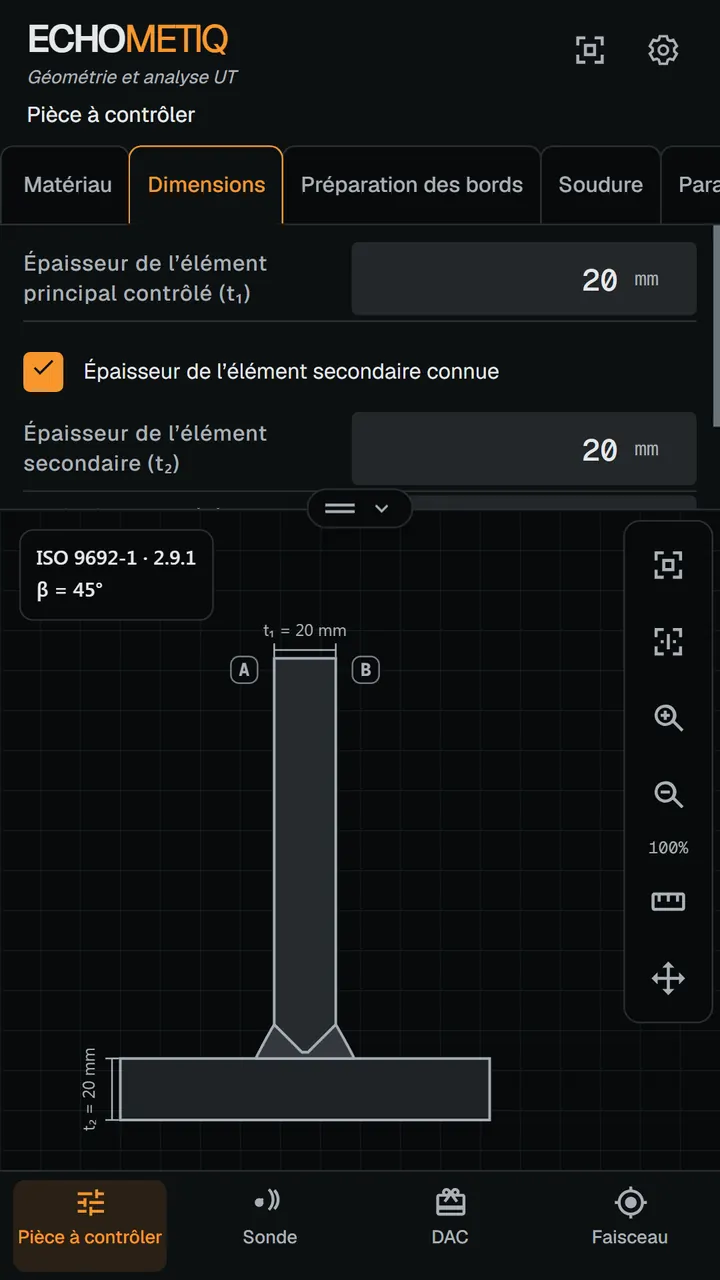 ECHOMETIQ
Géométrie et analyse UT
Pièce à contrôler
Matériau
Dimensions
Préparation des bords
Soudure
Para
Épaisseur de l’élément
principal contrôlé (t₁)
20 mm
Épaisseur de l’élément secondaire connue
Épaisseur de l’élément
secondaire (t₂)
20 mm
ISO 9692-1 · 2.9.1
β = 45°
t₁ = 20 mm
A
B
100%
t₂ = 20 mm
Pièce à contrôler
Sonde
DAC
Faisceau